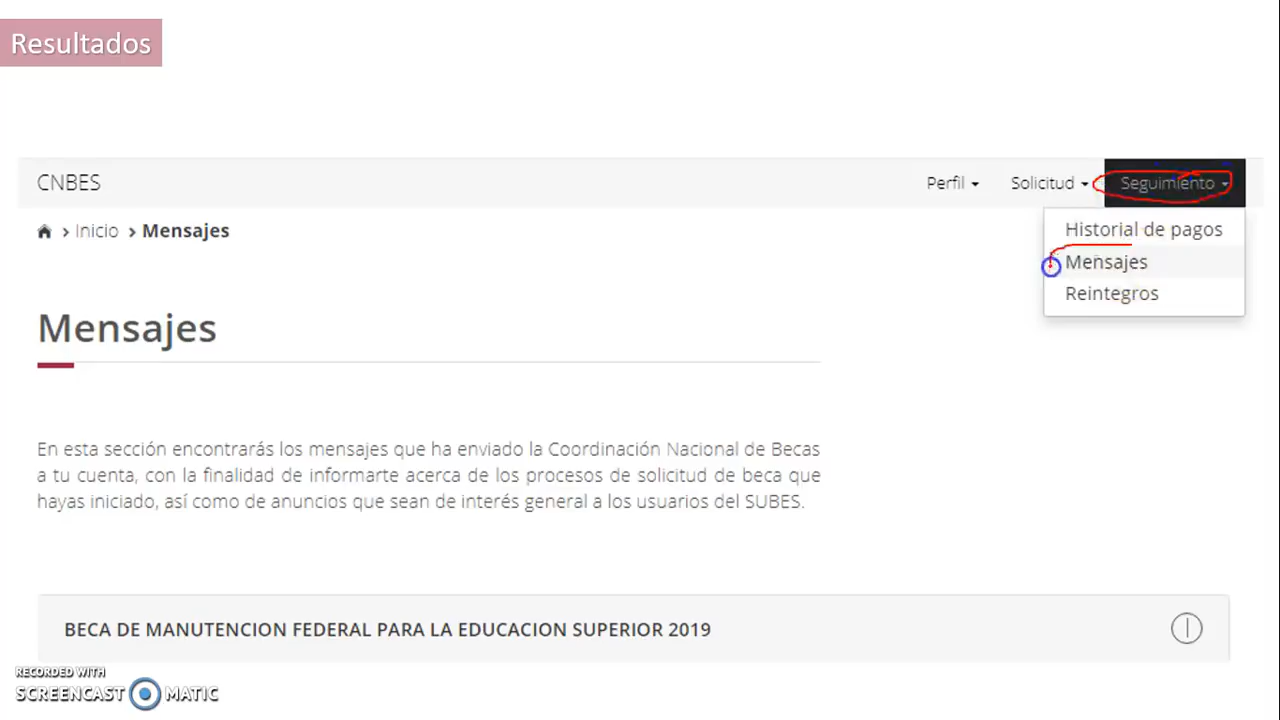 Resultados
CNBES
Perfil
Solicitud
Seguimiento
Inicio
Mensajes
Historial de pagos
Mensajes
Reintegros
Mensajes
En esta sección encontrarás los mensajes que ha enviado la Coordinación Nacional de Becas
a tu cuenta, con la finalidad de informarte acerca de los procesos de solicitud de beca que
hayas iniciado, así como de anuncios que sean de interés general a los usuarios del SUBES.
BECA DE MANUTENCION FEDERAL PARA LA EDUCACION SUPERIOR 2019
RECORDED WITH
SCREENCAST MATIC